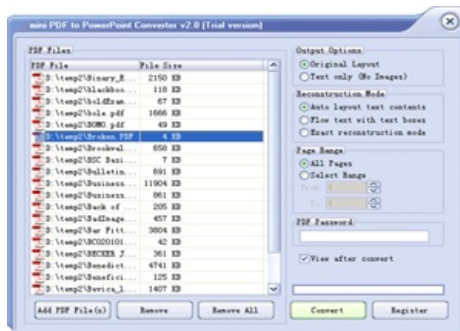 mini PDF to PowerPoint Converter v2.0 (Trial version)
PDF Files
PDF File File Size
D:\temp2\Binary_E... 2150 KB
D:\temp2\blackboo... 118 KB
D:\temp2\boldExam... 67 KB
D:\temp2\bole.pdf 1666 KB
D:\temp2\BOMO.pdf 49 KB
D:\temp2\Broken.PDF 4 KB
D:\temp2\Brookwal... 658 KB
D:\temp2\BSC Basi... 7 KB
D:\temp2\Bulletin... 691 KB
D:\temp2\Business... 11904 KB
D:\temp2\Business... 861 KB
D:\temp2\Back of ... 205 KB
D:\temp2\BadImage... 457 KB
D:\temp2\Bar Fitt... 3804 KB
D:\temp2\BC020101... 42 KB
D:\temp2\BECKER J... 361 KB
D:\temp2\Benedict... 4741 KB
D:\temp2\Benefici... 125 KB
D:\temp2\Bevica_1... 1407 KB
Add PDF File(s) Remove Remove All
Output Options
Original Layout
Text only (No Images)
Reconstruction Mode
Auto layout text contents
Flow text with text boxes
Exact reconstruction mode
Page Range
All Pages
Select Range
From 1
To 1
PDF Password
View after convert
Convert Register